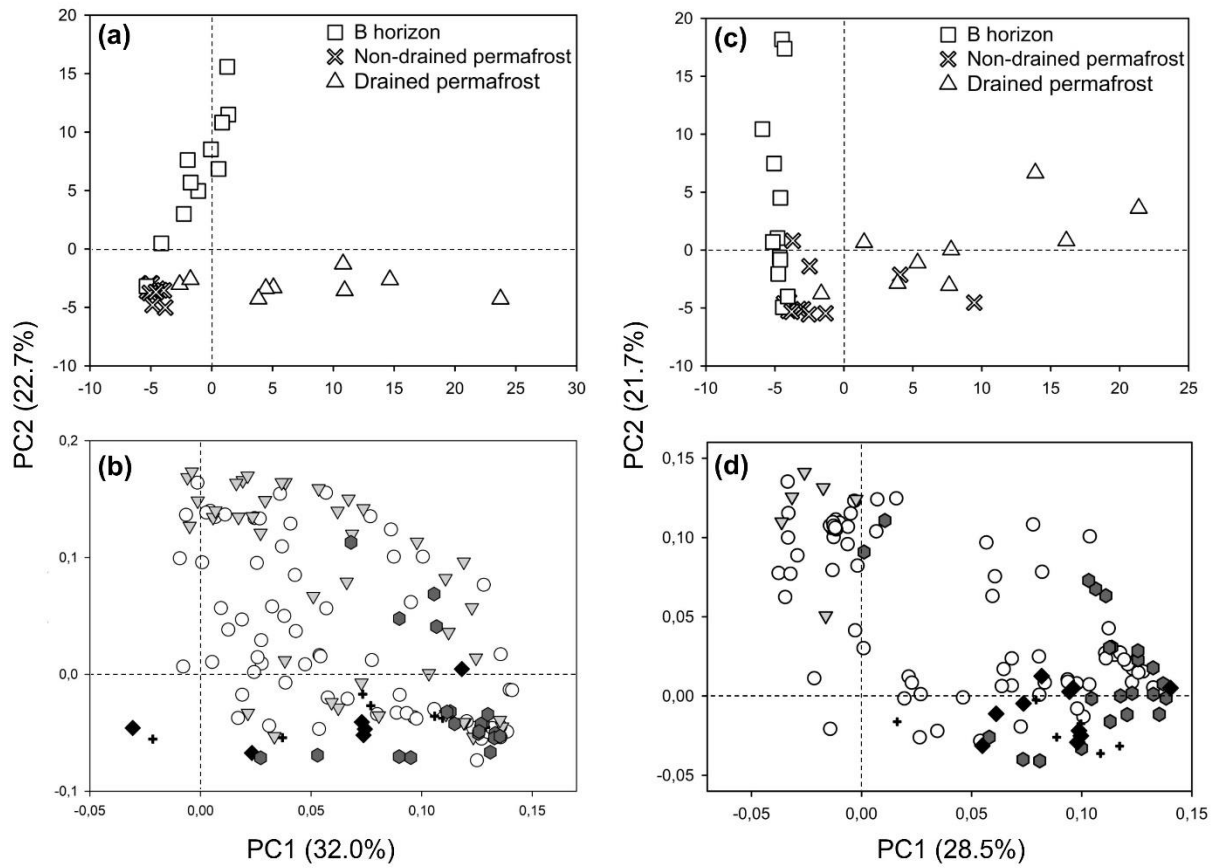 (a)
B horizon
Non-drained permafrost
Drained permafrost
20
15
10
5
0
-5
-10
-10 -5 0 5 10 15 20 25 30
(c)
B horizon
Non-drained permafrost
Drained permafrost
20
15
10
5
0
-5
-10
-10 -5 0 5 10 15 20 25
PC2 (22.7%)
PC2 (21.7%)
(b)
0,2
0,1
0,0
-0,1
-0,05 0,00 0,05 0,10 0,15
PC1 (32.0%)
(d)
0,15
0,10
0,05
0,00
-0,05
-0,05 0,00 0,05 0,10 0,15
PC1 (28.5%)